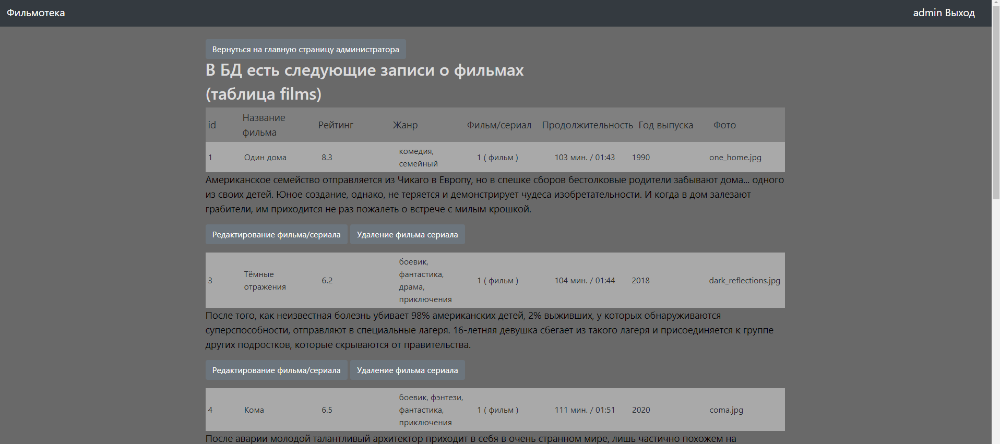 Фильмотека
admin Выход
Вернуться на главную страницу администратора
В БД есть следующие записи о фильмах
(таблица films)
id Название фильма Рейтинг Жанр Фильм/сериал Продолжительность Год выпуска Фото
1 Один дома 8.3 комедия, семейный 1 ( фильм ) 103 мин. / 01:43 1990 one_home.jpg
Американское семейство отправляется из Чикаго в Европу, но в спешке сборов бестолковые родители забывают дома... одного
из своих детей. Юное создание, однако, не теряется и демонстрирует чудеса изобретательности. И когда в дом залезают
грабители, им приходится не раз пожалеть о встрече с милым крошкой.
Редактирование фильма/сериала Удаление фильма сериала
3 Тёмные отражения 6.2 боевик, фантастика, драма, приключения 1 ( фильм ) 104 мин. / 01:44 2018 dark_reflections.jpg
После того, как неизвестная болезнь убивает 98% американских детей, 2% выживших, у которых обнаруживаются
суперспособности, отправляют в специальные лагеря. 16-летняя девушка сбегает из такого лагеря и присоединяется к группе
других подростков, которые скрываются от правительства.
Редактирование фильма/сериала Удаление фильма сериала
4 Кома 6.5 боевик, фэнтези, фантастика, приключения 1 ( фильм ) 111 мин. / 01:51 2020 coma.jpg
После аварии молодой талантливый архитектор приходит в себя в очень странном мире, лишь частично похожем на